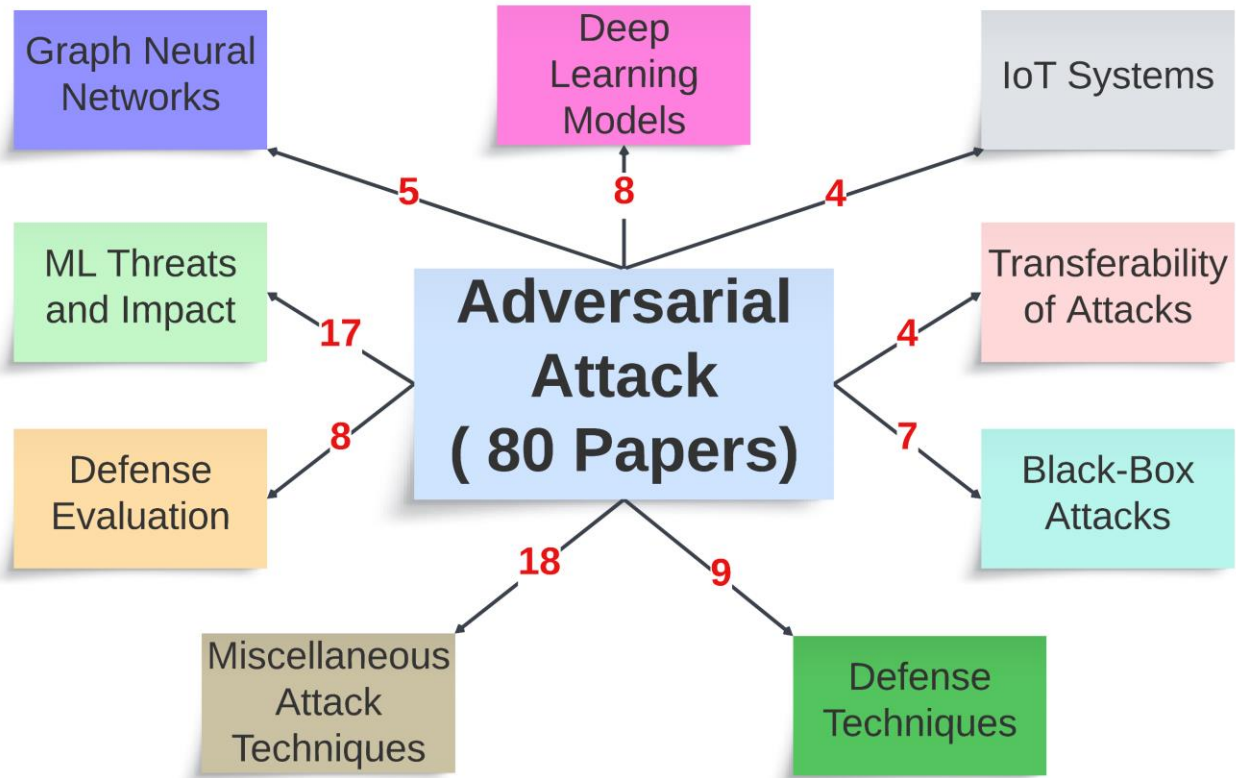 Graph Neural
Networks
Deep
Learning
Models
IoT Systems
5
8
4
ML Threats
and Impact
Adversarial
Attack
( 80 Papers)
Transferability
of Attacks
17
4
8
7
Defense
Evaluation
Black-Box
Attacks
18
9
Miscellaneous
Attack
Techniques
Defense
Techniques